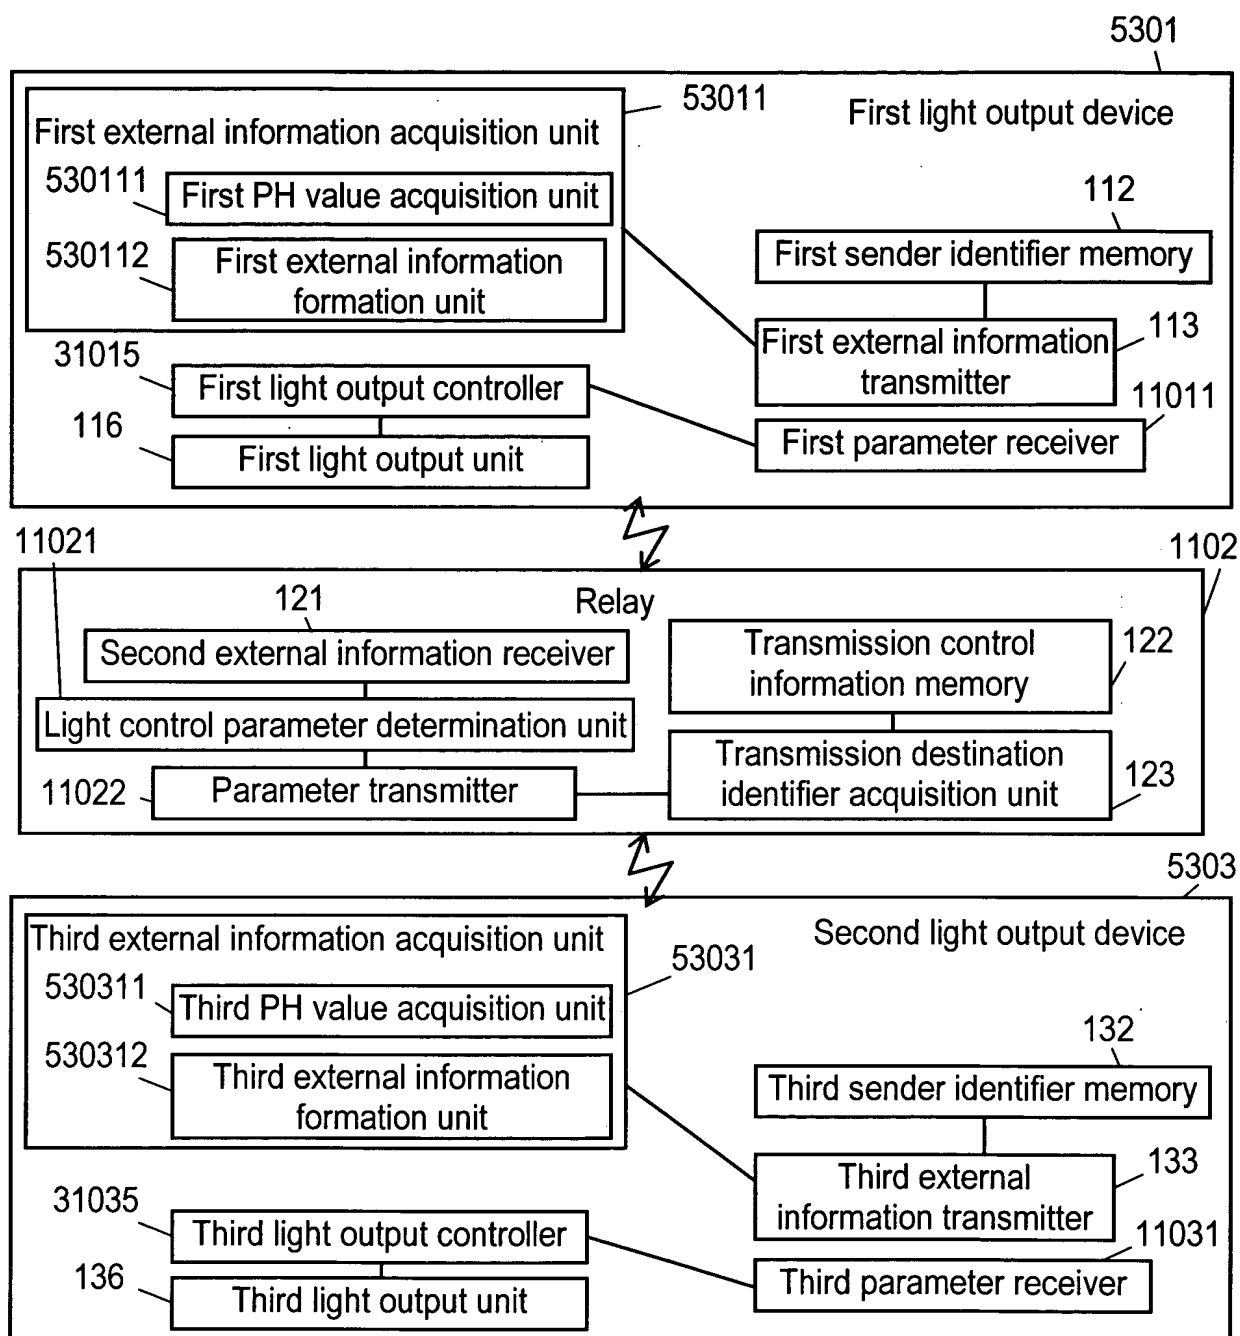 5301
53011
First light output device
First external information acquisition unit
530111
First PH value acquisition unit
112
530112
First external information
formation unit
First sender identifier memory
113
First external information
transmitter
31015
First light output controller
11011
116
First light output unit
First parameter receiver
11021
1102
121
Relay
Second external information receiver
Transmission control
information memory
122
Light control parameter determination unit
Transmission destination
identifier acquisition unit
123
11022
Parameter transmitter
5303
Third external information acquisition unit
Second light output device
53031
530311
Third PH value acquisition unit
132
530312
Third external information
formation unit
Third sender identifier memory
133
Third external
information transmitter
31035
Third light output controller
11031
136
Third light output unit
Third parameter receiver